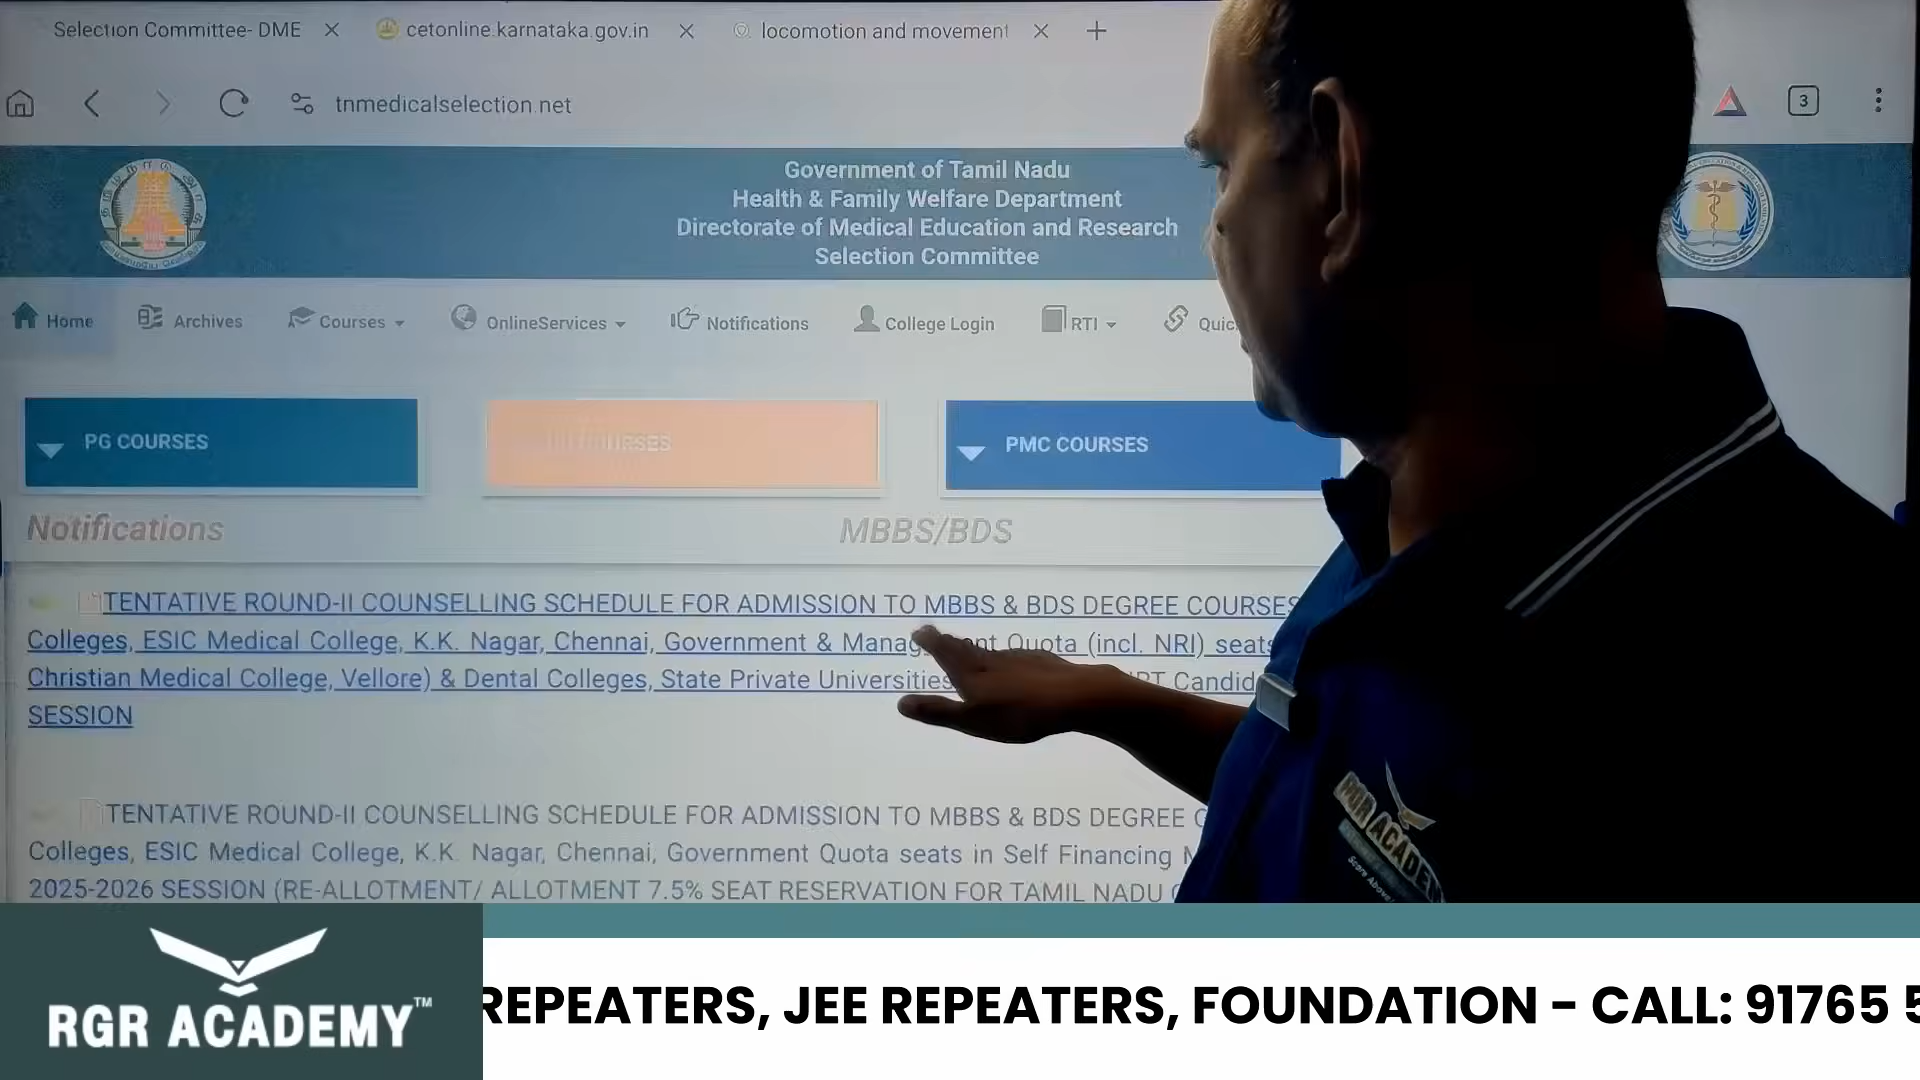 Selection Committee- DME
cetonline.karnataka.gov.in
locomotion and movement
tnmedicalselection.net
3
Government of Tamil Nadu
Health & Family Welfare Department
Directorate of Medical Education and Research
Selection Committee
Home
Archives
Courses
OnlineServices
Notifications
College Login
RTI
PG COURSES
PMC COURSES
Notifications
MBBS/BDS
TENTATIVE ROUND-II COUNSELLING SCHEDULE FOR ADMISSION TO MBBS & BDS DEGREE COURSES
Colleges, ESIC Medical College, K.K. Nagar, Chennai, Government & Quota (incl. NRI) seats
Christian Medical College, Vellore) & Dental Colleges, State Private Universities
SESSION
TENTATIVE ROUND-II COUNSELLING SCHEDULE FOR ADMISSION TO MBBS & BDS DEGREE
Colleges, ESIC Medical College, K.K. Nagar, Chennai, Government Quota seats in Self Financing
2025-2026 SESSION (RE-ALLOTMENT/ ALLOTMENT 7.5% SEAT RESERVATION FOR TAMIL NADU
RGR ACADEMY
RGR ACADEMY™
REPEATERS, JEE REPEATERS, FOUNDATION - CALL: 91765 5